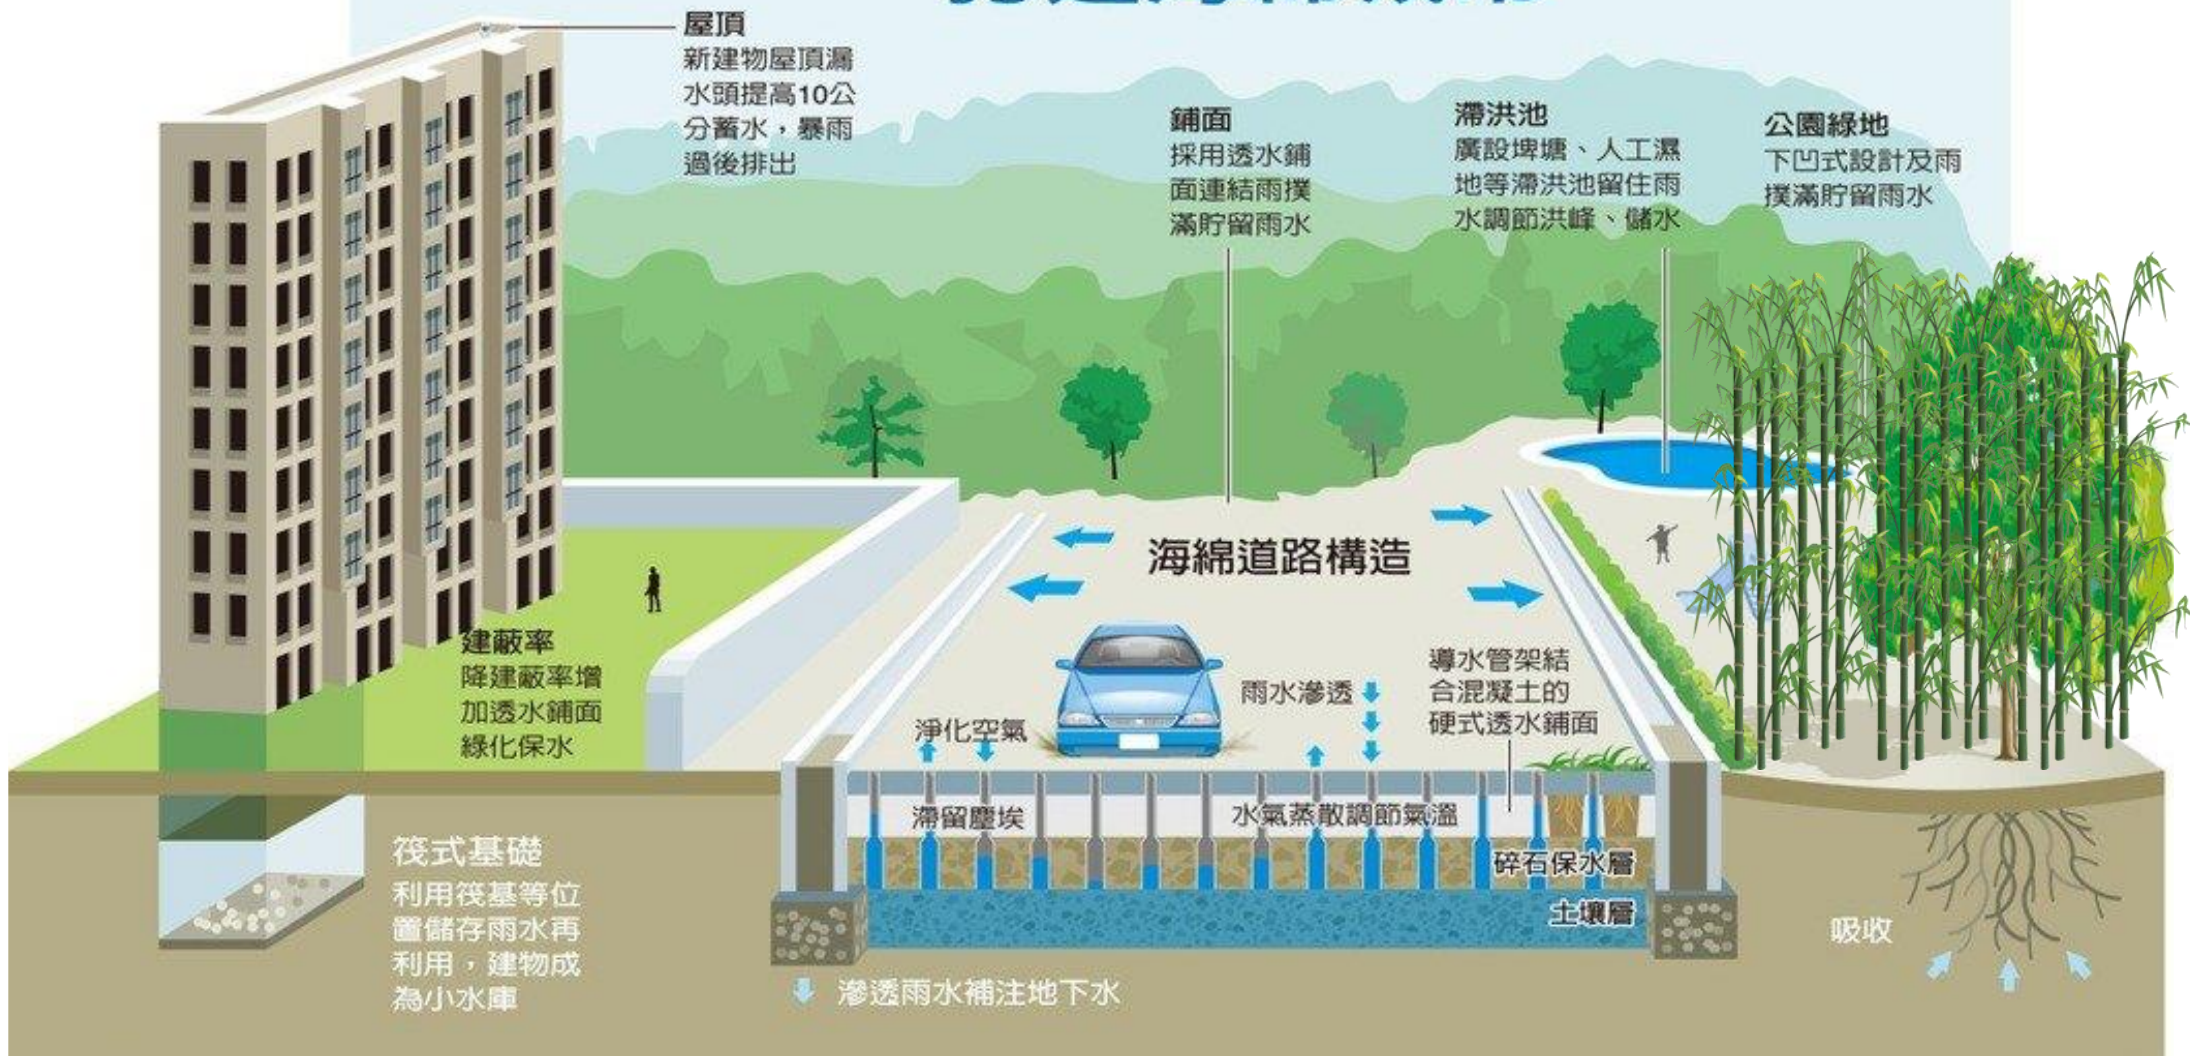 屋頂
新建物屋頂漏
水頭提高10公
分蓄水，暴雨
過後排出
鋪面
採用透水鋪
面連結雨撲
滿貯留雨水
滯洪池
廣設埤塘、人工濕
地等滯洪池留住雨
水調節洪峰、儲水
公園綠地
下凹式設計及雨
撲滿貯留雨水
海綿道路構造
建蔽率
降建蔽率增
加透水鋪面
綠化保水
淨化空氣
雨水滲透
導水管架結
合混凝土的
硬式透水鋪面
滯留塵埃
水氣蒸散調節氣溫
碎石保水層
土壤層
筏式基礎
利用筏基等位
置儲存雨水再
利用，建物成
為小水庫
滲透雨水補注地下水
吸收